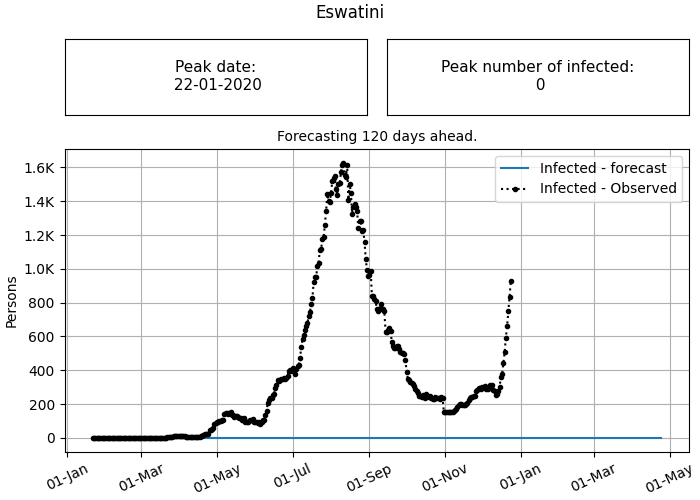 Eswatini
Peak date:
22-01-2020
Peak number of infected:
0
Forecasting 120 days ahead.
Infected - forecast
Infected - Observed
Persons
1.6K
1.4K
1.2K
1.0K
800
600
400
200
0
01-Jan
01-Mar
01-May
01-Jul
01-Sep
01-Nov
01-Jan
01-Mar
01-May